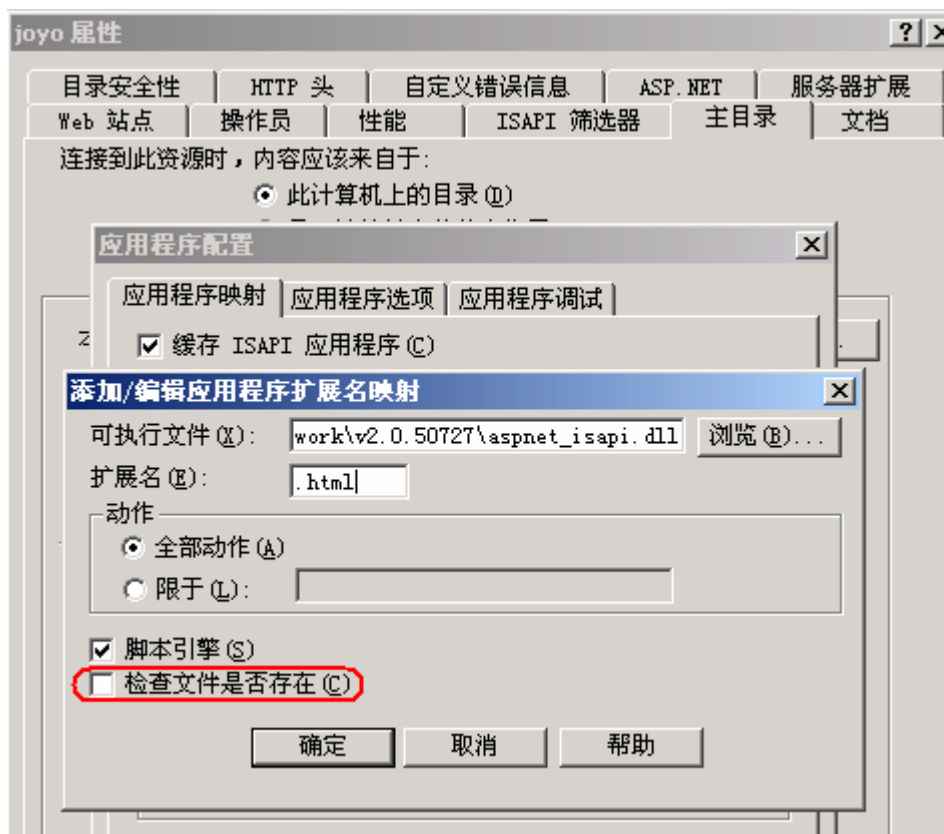 joyo 属性
目录安全性 HTTP 头 自定义错误信息 ASP.NET 服务器扩展
Web 站点 操作员 性能 ISAPI 筛选器 主目录 文档
连接到此资源时，内容应该来自于:
此计算机上的目录(D)
应用程序配置
应用程序映射 应用程序选项 应用程序调试
缓存 ISAPI 应用程序(C)
添加/编辑应用程序扩展名映射
可执行文件(X): work\v2.0.50727\aspnet_isapi.dll 浏览(B)...
扩展名(E): .html
动作
全部动作(A)
限于(L):
脚本引擎(S)
检查文件是否存在(C)
确定 取消 帮助